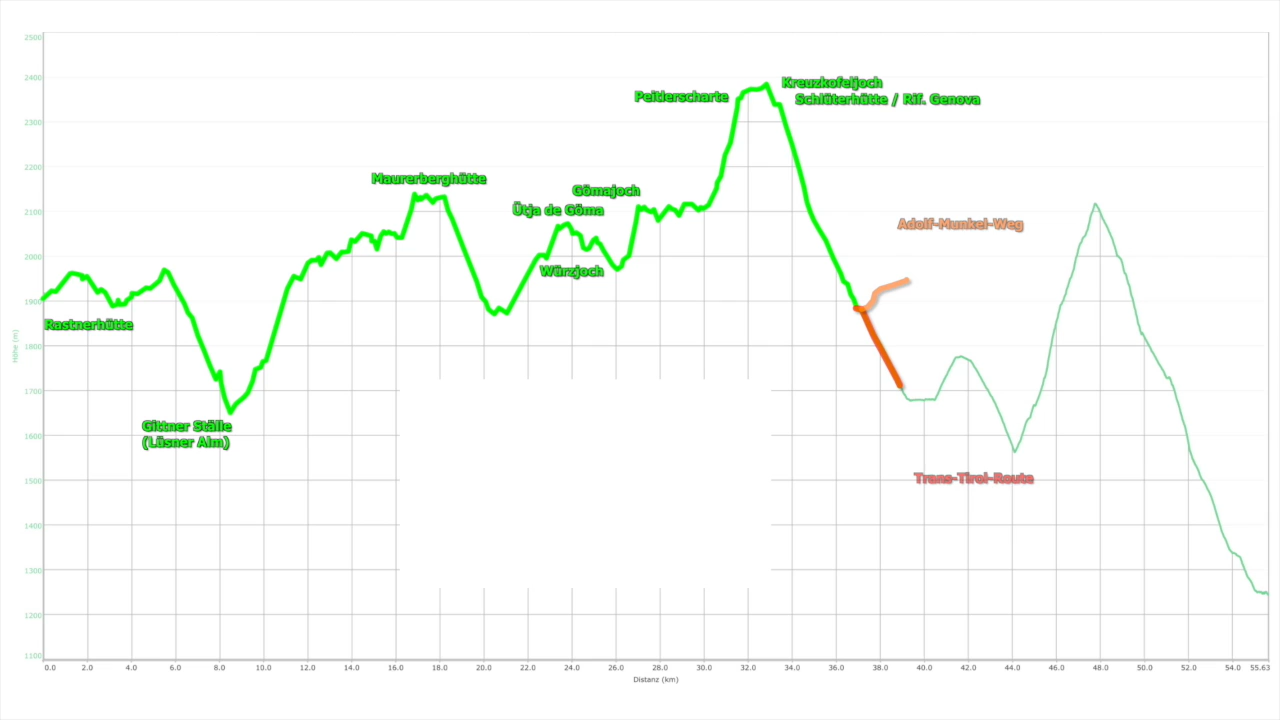 2500
2400
2300
2200
2100
2000
1900
1800
1700
1600
1500
1400
1300
1200
1100
Höhe (m)
Kreuzkofeljoch
Schlüterhütte / Rif. Genova
Peitlerscharte
Maurerberghütte
Gömajoch
Ütja de Göma
Adolf-Munkel-Weg
Würzjoch
Rastnerhütte
Gittner Ställe
(Lüsner Alm)
Trans-Tirol-Route
0.0 2.0 4.0 6.0 8.0 10.0 12.0 14.0 16.0 18.0 20.0 22.0 24.0 26.0 28.0 30.0 32.0 34.0 36.0 38.0 40.0 42.0 44.0 46.0 48.0 50.0 52.0 54.0 55.63
Distanz (km)